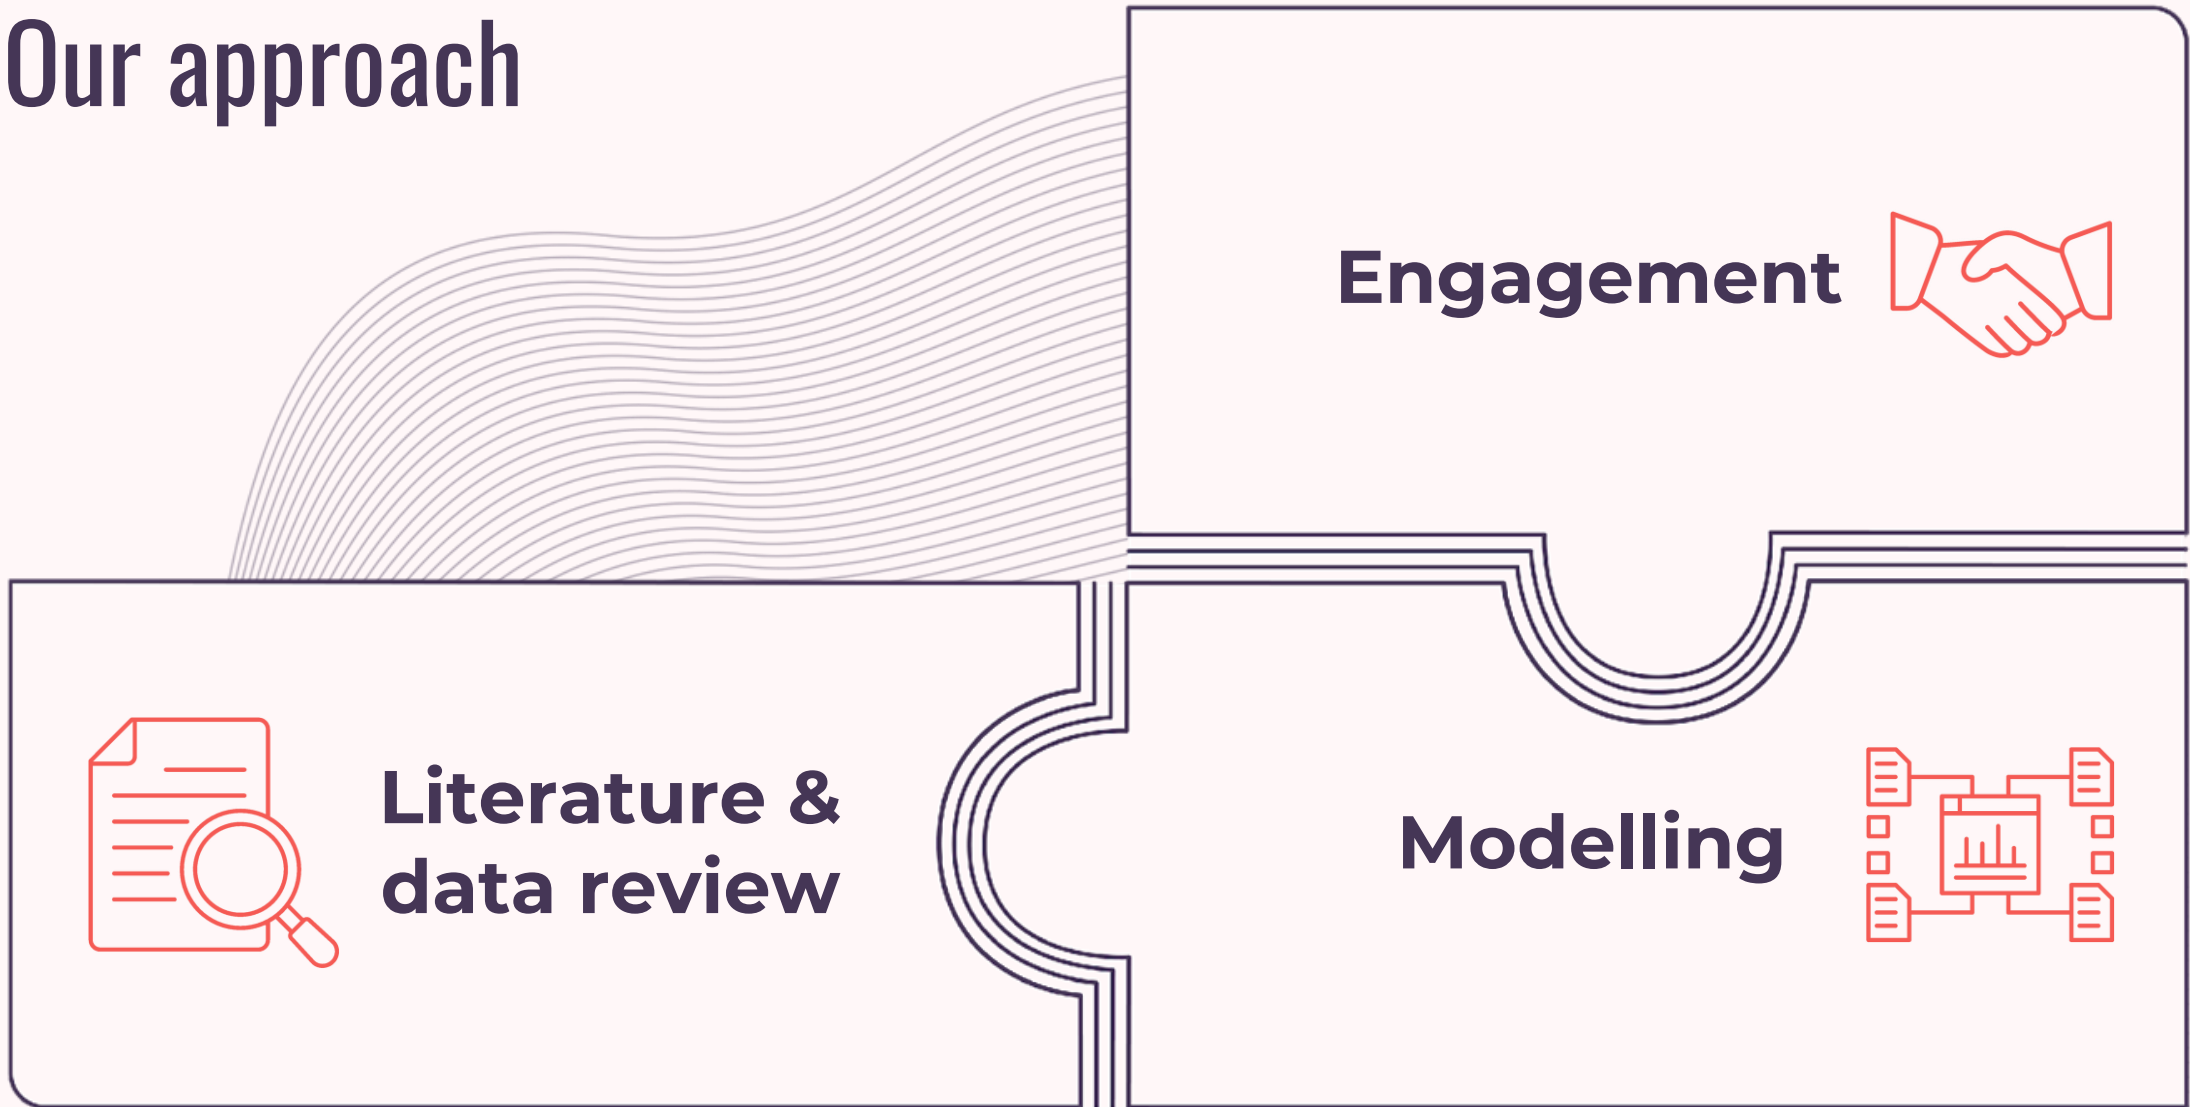 Our approach
Engagement
Literature &
data review
Modelling